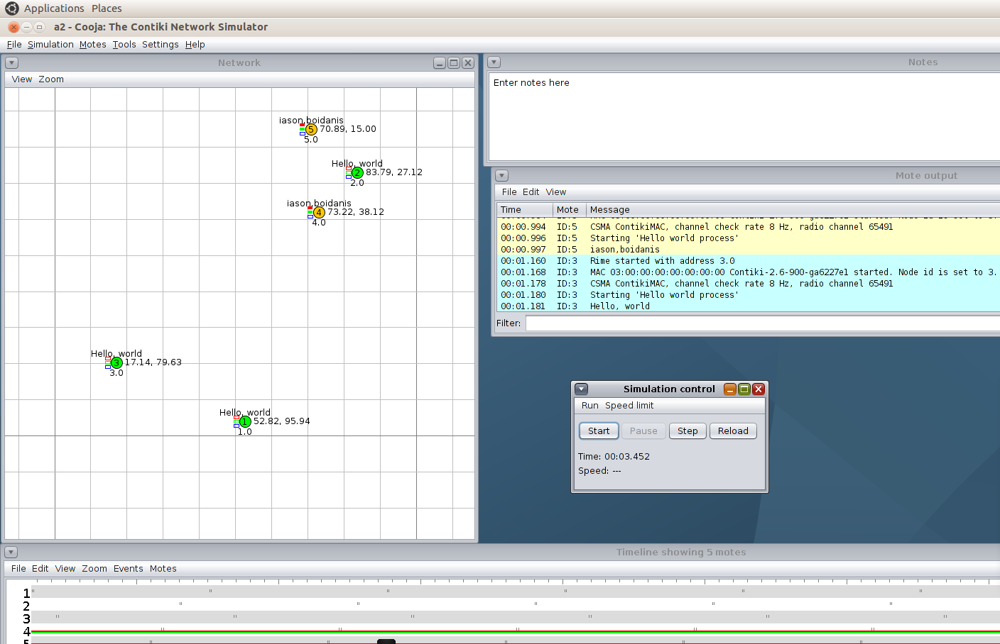 Applications Places
a2 - Cooja: The Contiki Network Simulator
File Simulation Motes Tools Settings Help
Network
View Zoom
iason,boidanis
5 70.89, 15.00
5.0
Hello, world
2 83.79, 27.12
2.0
iason,boidanis
4 73.22, 38.12
4.0
Hello, world
3 17.14, 79.63
3.0
Hello, world
1 52.82, 95.94
1.0
Notes
Enter notes here
Mote output
File Edit View
Time Mote Message
00:00.994 ID:5 CSMA ContikiMAC, channel check rate 8 Hz, radio channel 65491
00:00.996 ID:5 Starting 'Hello world process'
00:00.997 ID:5 iason,boidanis
00:01.160 ID:3 Rime started with address 3.0
00:01.168 ID:3 MAC 03:00:00:00:00:00:00:00 Contiki-2.6-900-ga6227e1 started. Node id is set to 3.
00:01.178 ID:3 CSMA ContikiMAC, channel check rate 8 Hz, radio channel 65491
00:01.180 ID:3 Starting 'Hello world process'
00:01.181 ID:3 Hello, world
Filter:
Simulation control
Run Speed limit
Start Pause Step Reload
Time: 00:03.452
Speed: ---
Timeline showing 5 motes
File Edit View Zoom Events Motes
1
2
3
4
5